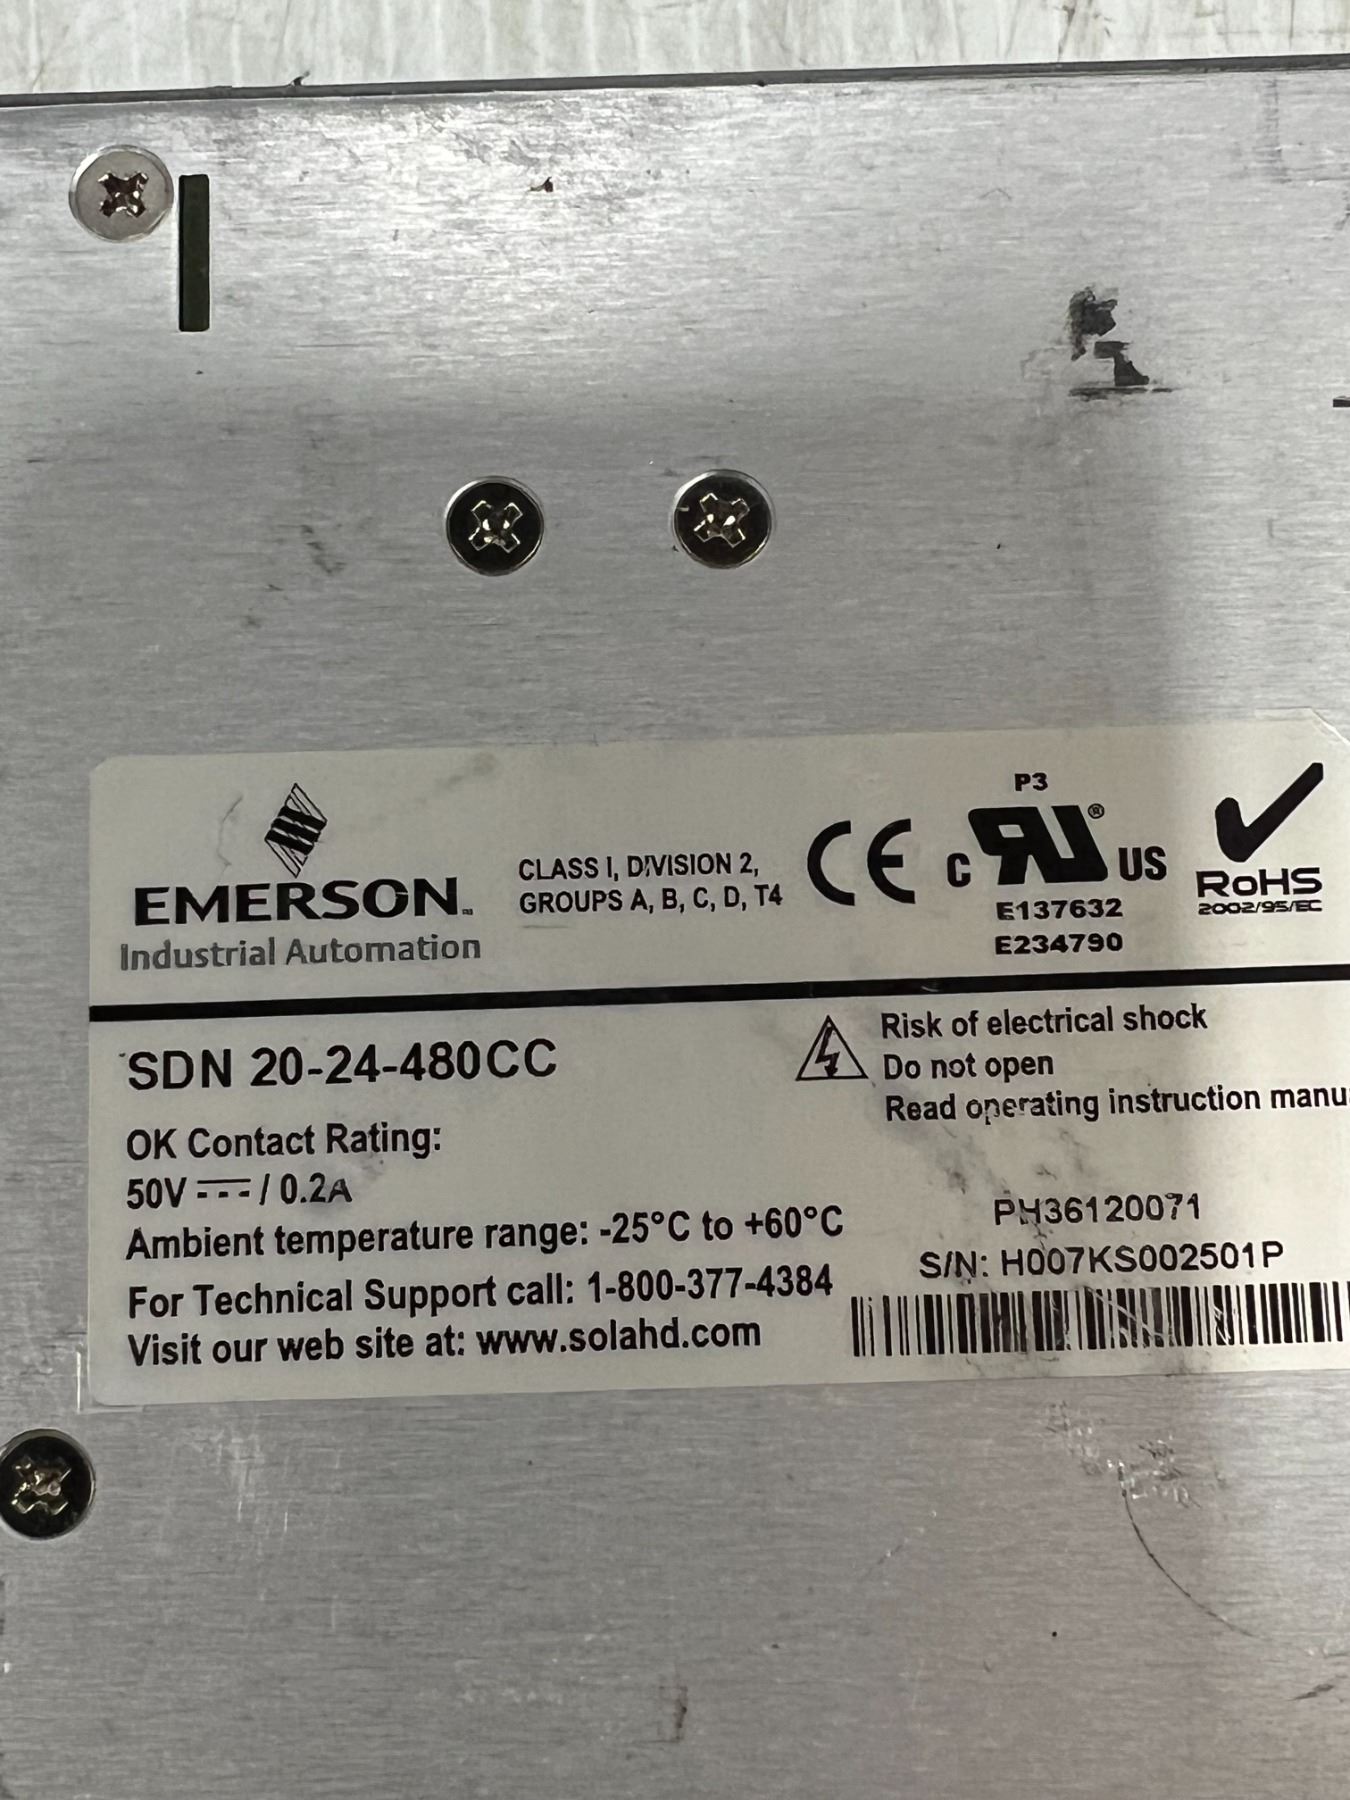 EMERSON
Industrial Automation
CLASS I, DIVISION 2,
GROUPS A, B, C, D, T4
CE
P3
C RU® US
E137632
E234790
RoHS
2002/95/EC
SDN 20-24-480CC
Risk of electrical shock
Do not open
Read operating instruction manu
OK Contact Rating:
50V ⎓ / 0.2A
Ambient temperature range: -25°C to +60°C
For Technical Support call: 1-800-377-4384
Visit our web site at: www.solahd.com
PH36120071
S/N: H007KS002501P